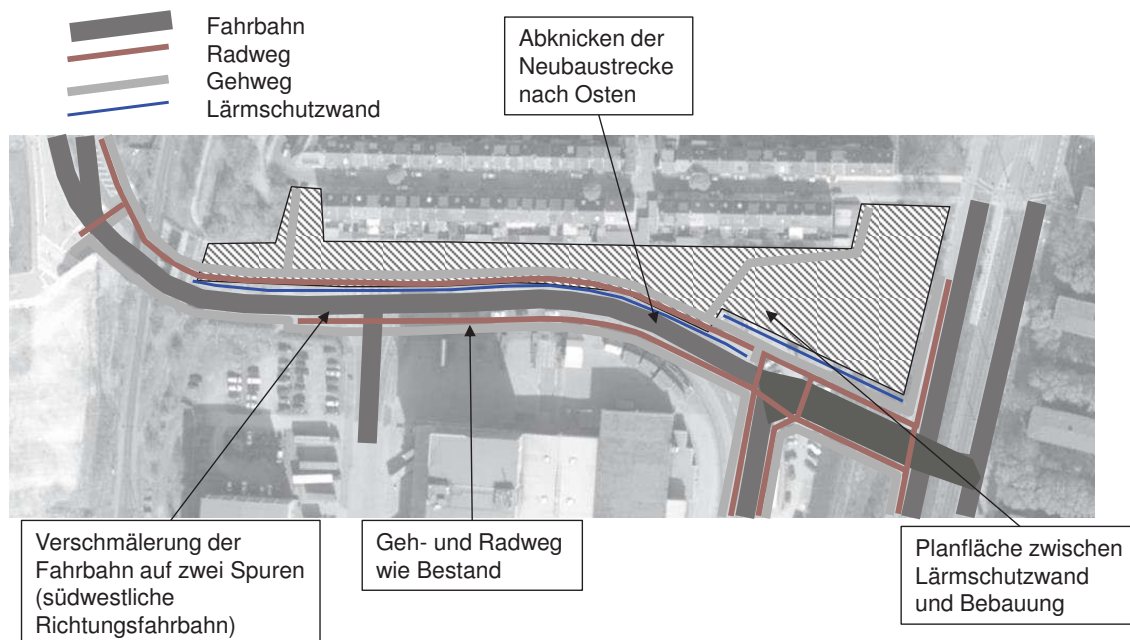 Fahrbahn
Radweg
Gehweg
Lärmschutzwand
Abknicken der
Neubaustrecke
nach Osten
Verschmälerung der
Fahrbahn auf zwei Spuren
(südwestliche
Richtungsfahrbahn)
Geh- und Radweg
wie Bestand
Planfläche zwischen
Lärmschutzwand
und Bebauung